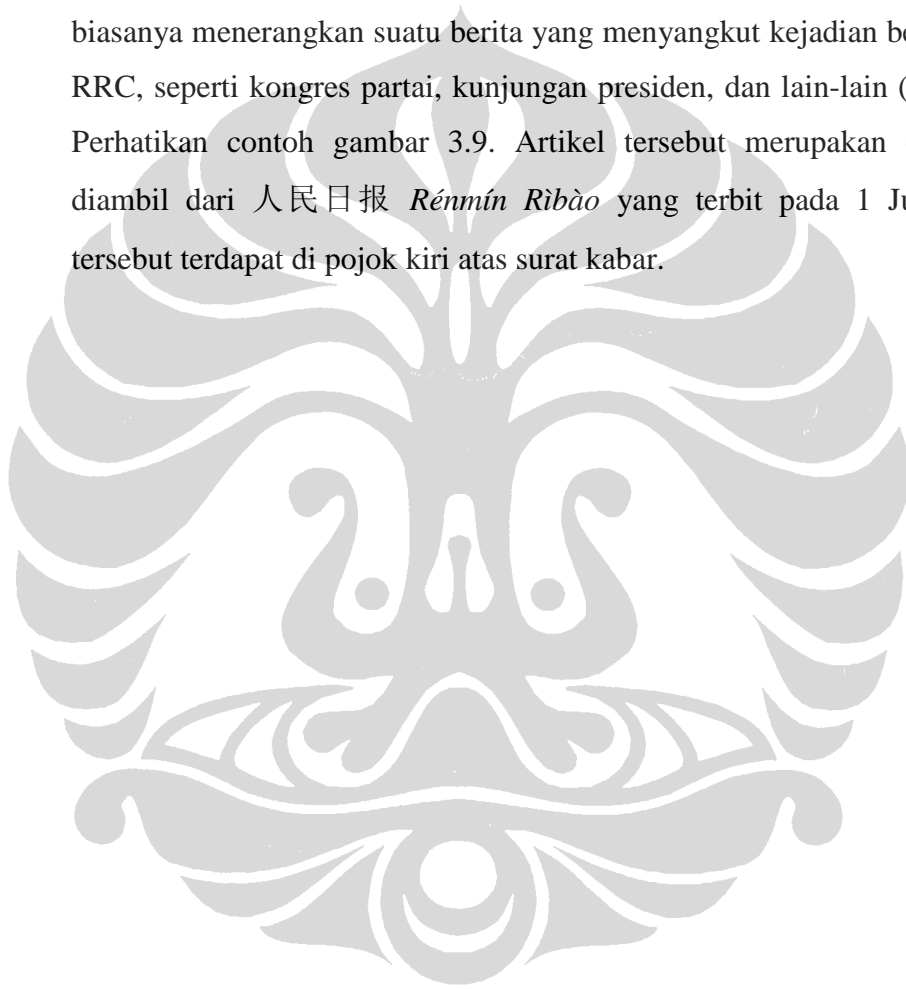 biasanya menerangkan suatu berita yang menyangkut kejadian
RRC, seperti kongres partai, kunjungan presiden, dan lain-lain (
Perhatikan contoh gambar 3.9. Artikel tersebut merupakan
diambil dari 人民日报 Rénmín Rìbào yang terbit pada 1
tersebut terdapat di pojok kiri atas surat kabar.